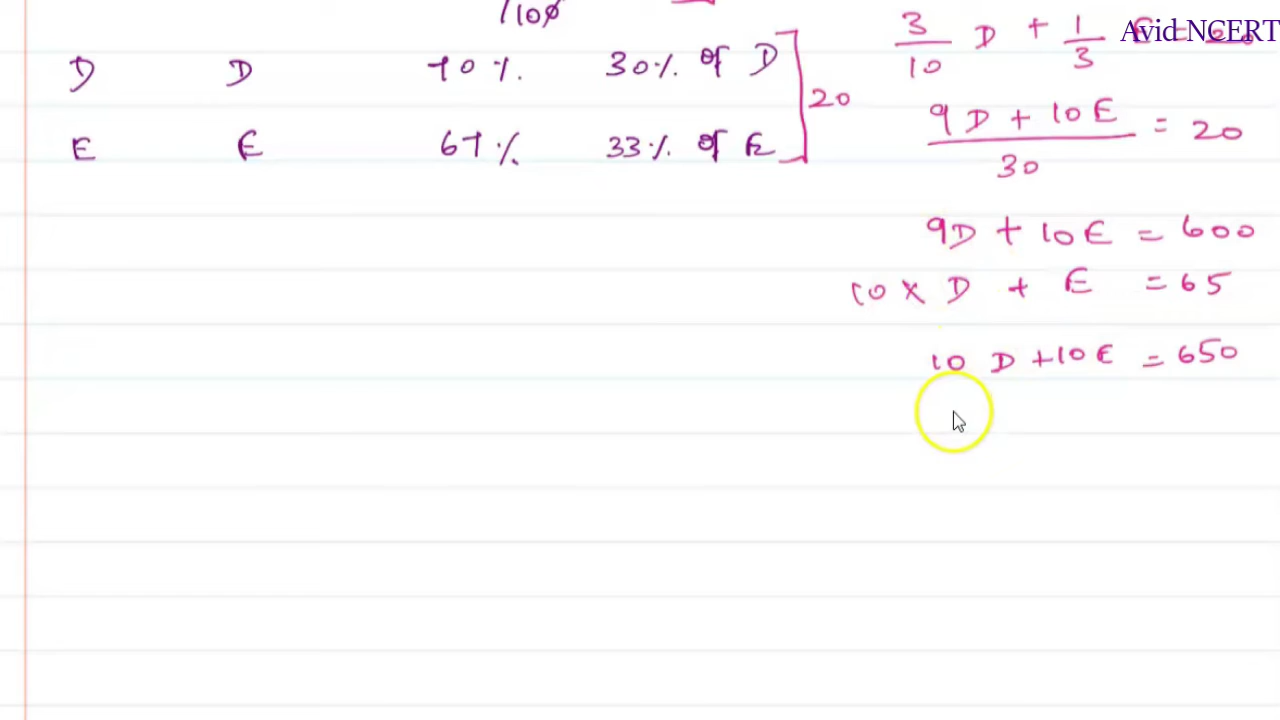 /100
3/10 D + 1/3 E = 20
Avid NCERT
D D 70 % 30% of D
20
E E 67% 33% of E
9D + 10E / 30 = 20
9D + 10E = 600
10 x D + E = 65
10 D + 10 E = 650